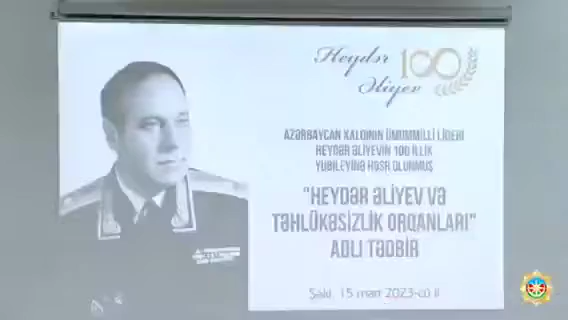 Heydər
Əliyev
100
AZƏRBAYCAN XALQININ ÜMUMMİLLİ LİDERİ
HEYDƏR ƏLİYEVİN 100 İLLİK
YUBİLEYİNƏ HƏSR OLUNMUŞ
"HEYDƏR ƏLİYEV VƏ
TƏHLÜKƏSİZLİK ORQANLARI"
ADLI TƏDBİR
Şəki, 15 mart 2023-cü il